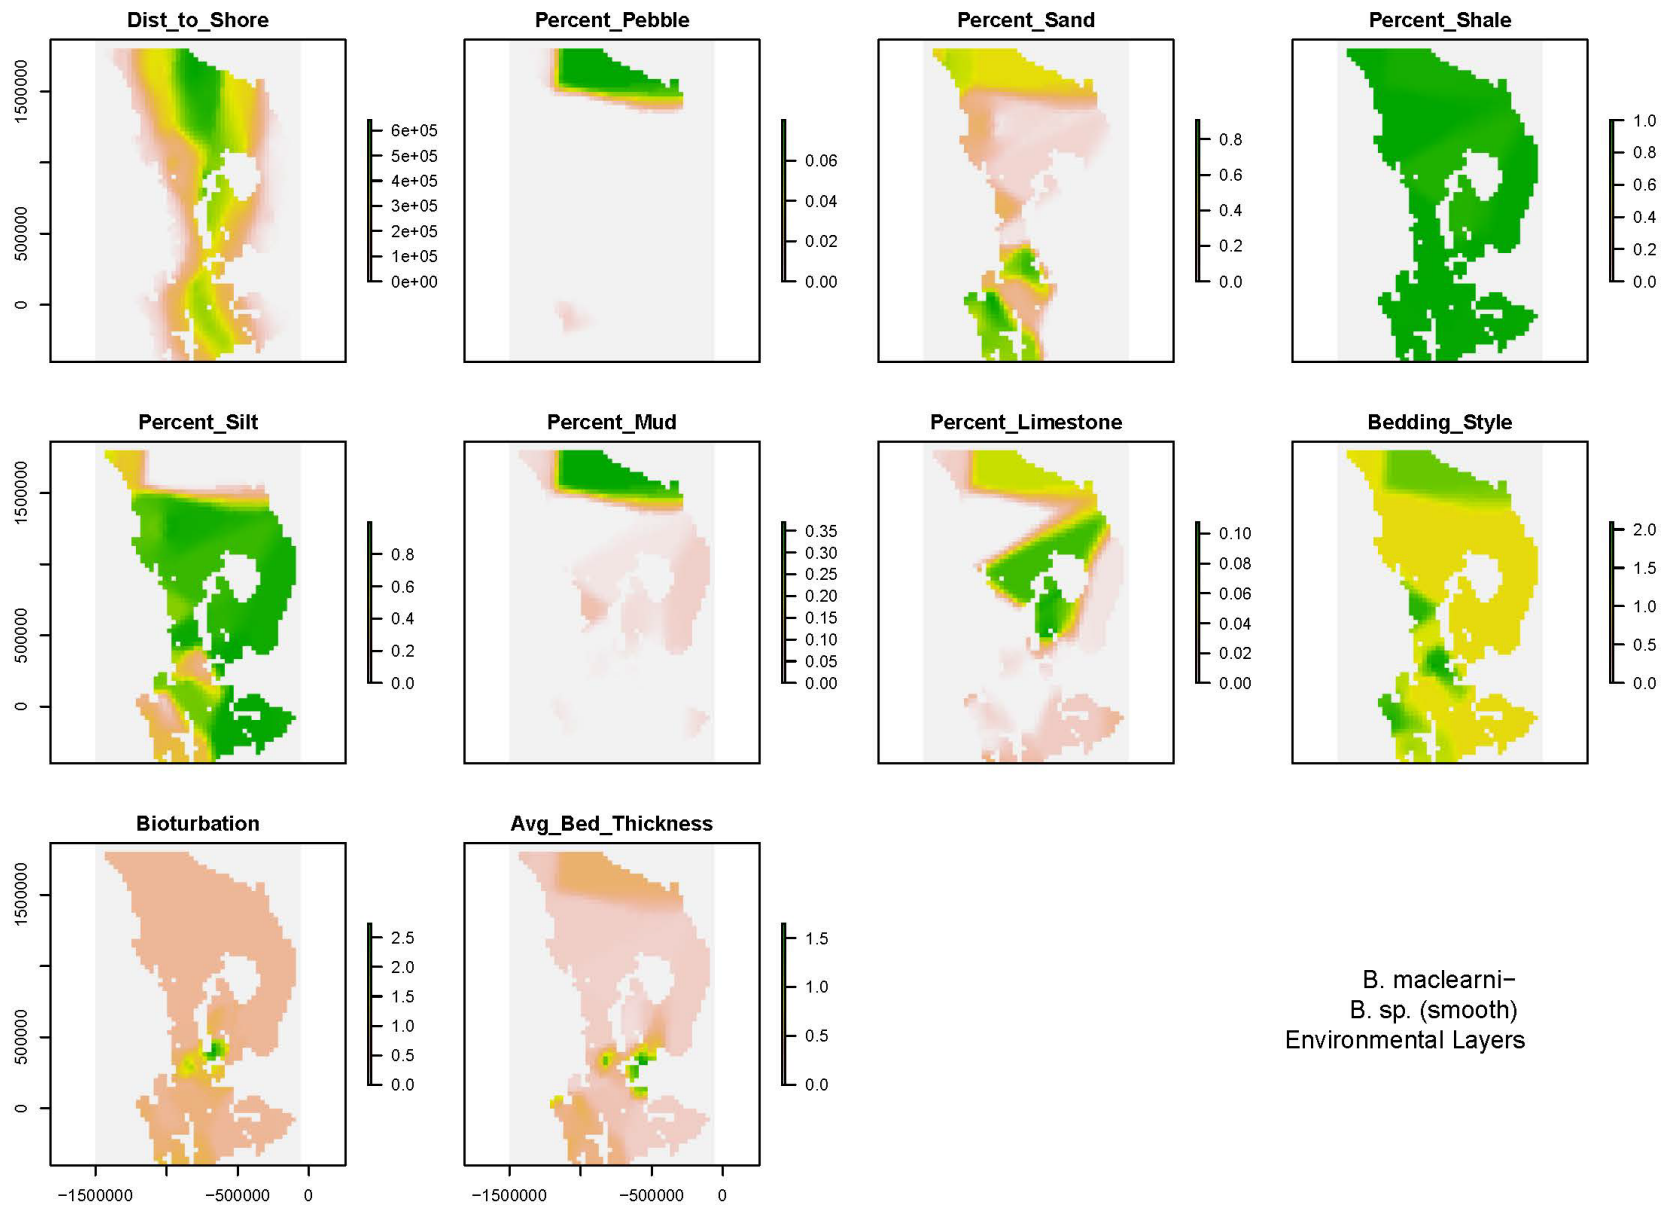 Dist_to_Shore
Percent_Pebble
Percent_Sand
Percent_Shale
1500000
500000
0
6e+05
5e+05
4e+05
3e+05
2e+05
1e+05
0e+00
0.06
0.04
0.02
0.00
0.8
0.6
0.4
0.2
0.0
1.0
0.8
0.6
0.4
0.2
0.0
Percent_Silt
Percent_Mud
Percent_Limestone
Bedding_Style
1500000
500000
0
0.8
0.6
0.4
0.2
0.0
0.35
0.30
0.25
0.20
0.15
0.10
0.05
0.00
0.10
0.08
0.06
0.04
0.02
0.00
2.0
1.5
1.0
0.5
0.0
Bioturbation
Avg_Bed_Thickness
1500000
500000
0
2.5
2.0
1.5
1.0
0.5
0.0
1.5
1.0
0.5
0.0
B. maclearni−
B. sp. (smooth)
Environmental Layers
−1500000 −500000 0
−1500000 −500000 0